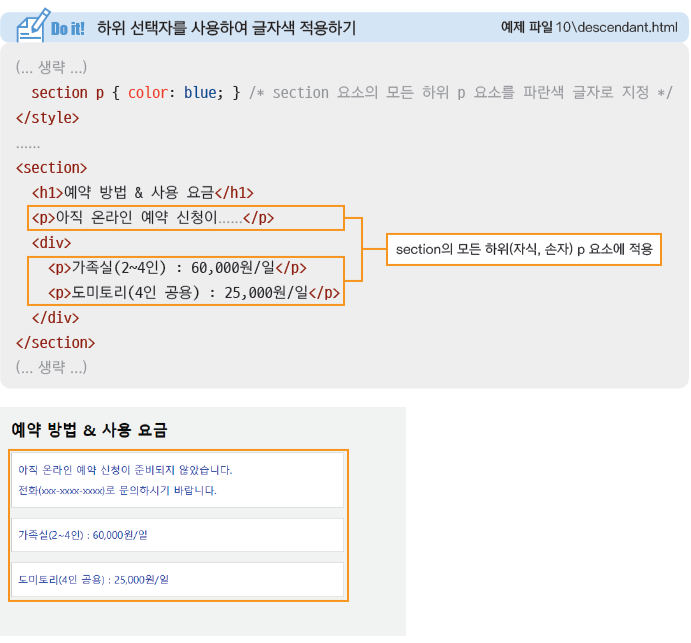 Do it! 하위 선택자를 사용하여 글자색 적용하기 예제 파일 10\descendant.html
(... 생략 ...)
section p { color: blue; } /* section 요소의 모든 하위 p 요소를 파란색 글자로 지정 */
</style>
......
<section>
<h1>예약 방법 & 사용 요금</h1>
<p>아직 온라인 예약 신청이......</p>
<div>
section의 모든 하위(자식, 손자) p 요소에 적용
<p>가족실(2~4인) : 60,000원/일</p>
<p>도미토리(4인 공용) : 25,000원/일</p>
</div>
</section>
(... 생략 ...)
예약 방법 & 사용 요금
아직 온라인 예약 신청이 준비되지 않았습니다.
전화(xxx-xxxx-xxxx)로 문의하시기 바랍니다.
가족실(2~4인) : 60,000원/일
도미토리(4인 공용) : 25,000원/일